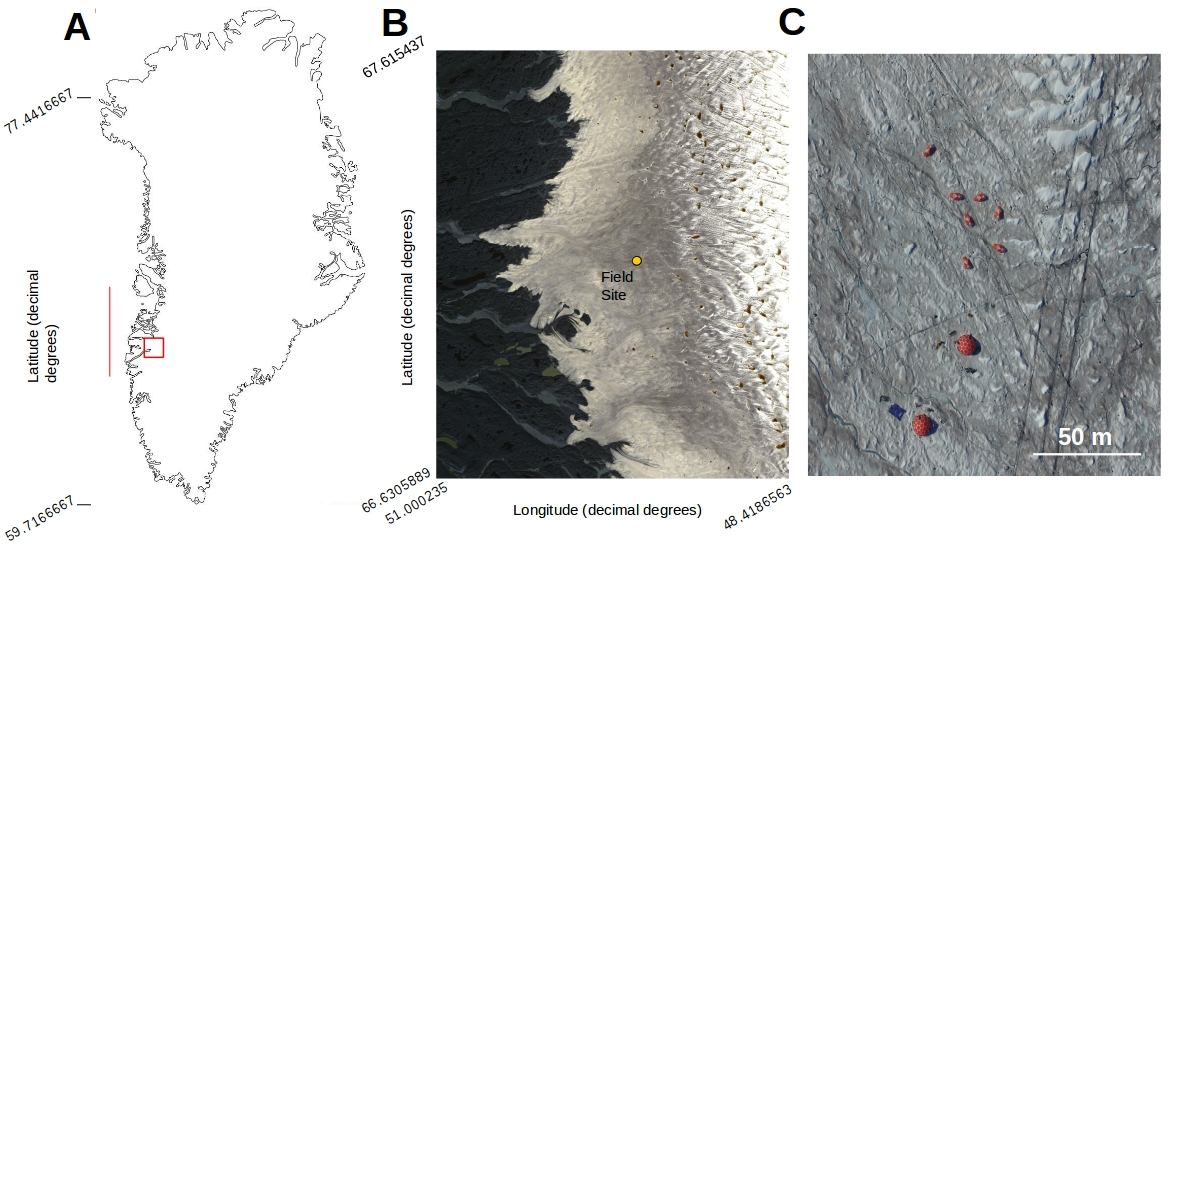 A
B
C
77.4416667
59.7166667
Latitude (decimal
degrees)
67.615437
66.6305889
51.000235
48.4186563
Latitude (decimal degrees)
Longitude (decimal degrees)
Field
Site
50 m